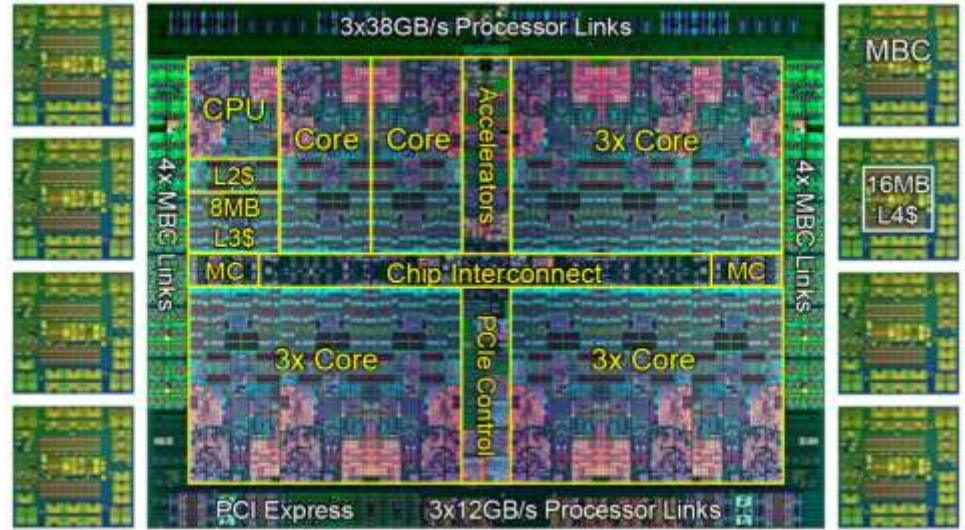 3x38GB/s Processor Links
MBC
CPU
Core
Core
Accelerators
3x Core
L2$
8MB
L3$
4x MBC Links
4x MBC Links
16MB
L4$
MC
Chip Interconnect
MC
3x Core
PCIe Control
3x Core
PCI Express
3x12GB/s Processor Links